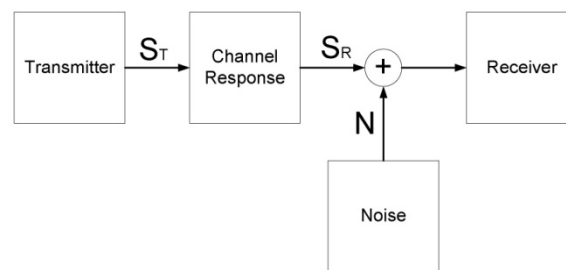 Transmitter
ST
Channel
Response
SR
+
Receiver
N
Noise